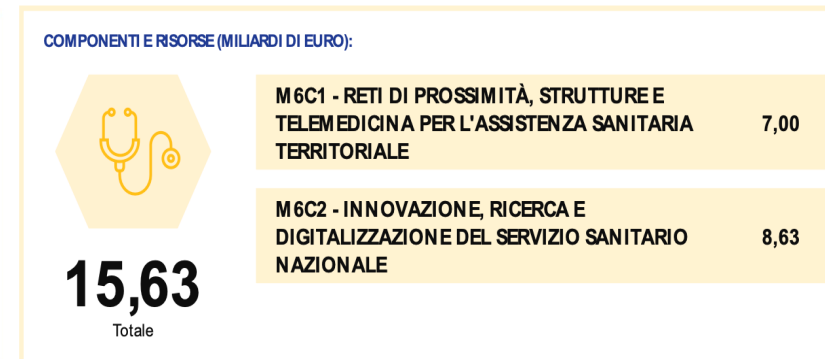 COMPONENTI E RISORSE (MILIARDI DI EURO):
M6C1 - RETI DI PROSSIMITÀ, STRUTTURE E
TELEMEDICINA PER L'ASSISTENZA SANITARIA 7,00
TERRITORIALE
M6C2 - INNOVAZIONE, RICERCA E
DIGITALIZZAZIONE DEL SERVIZIO SANITARIO 8,63
NAZIONALE
15,63
Totale